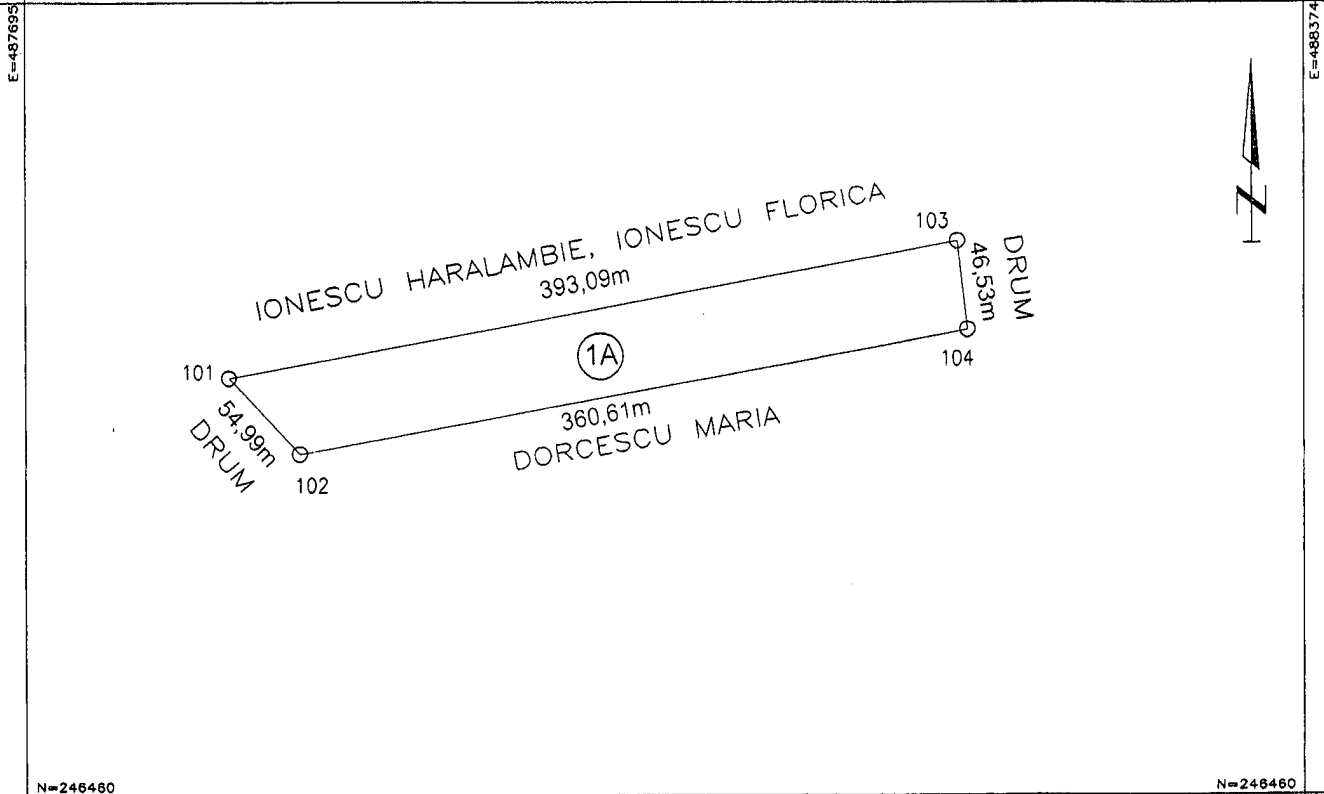 E=487695
E=488374
N
IONESCU HARALAMBIE, IONESCU FLORICA
393,09m
103
46,53m
DRUM
101
1A
104
54,99m
DRUM
360,61m
DORCESCU MARIA
102
N=246460
N=246460